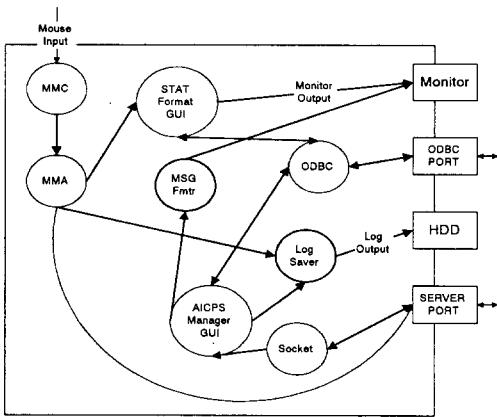 Mouse
Input
MMC
STAT
Format
GUI
Monitor
Output
Monitor
MMA
MSG
Fmtr
ODBC
ODBC
PORT
Log
Saver
Log
Output
HDD
AICPS
Manager
GUI
Socket
SERVER
PORT